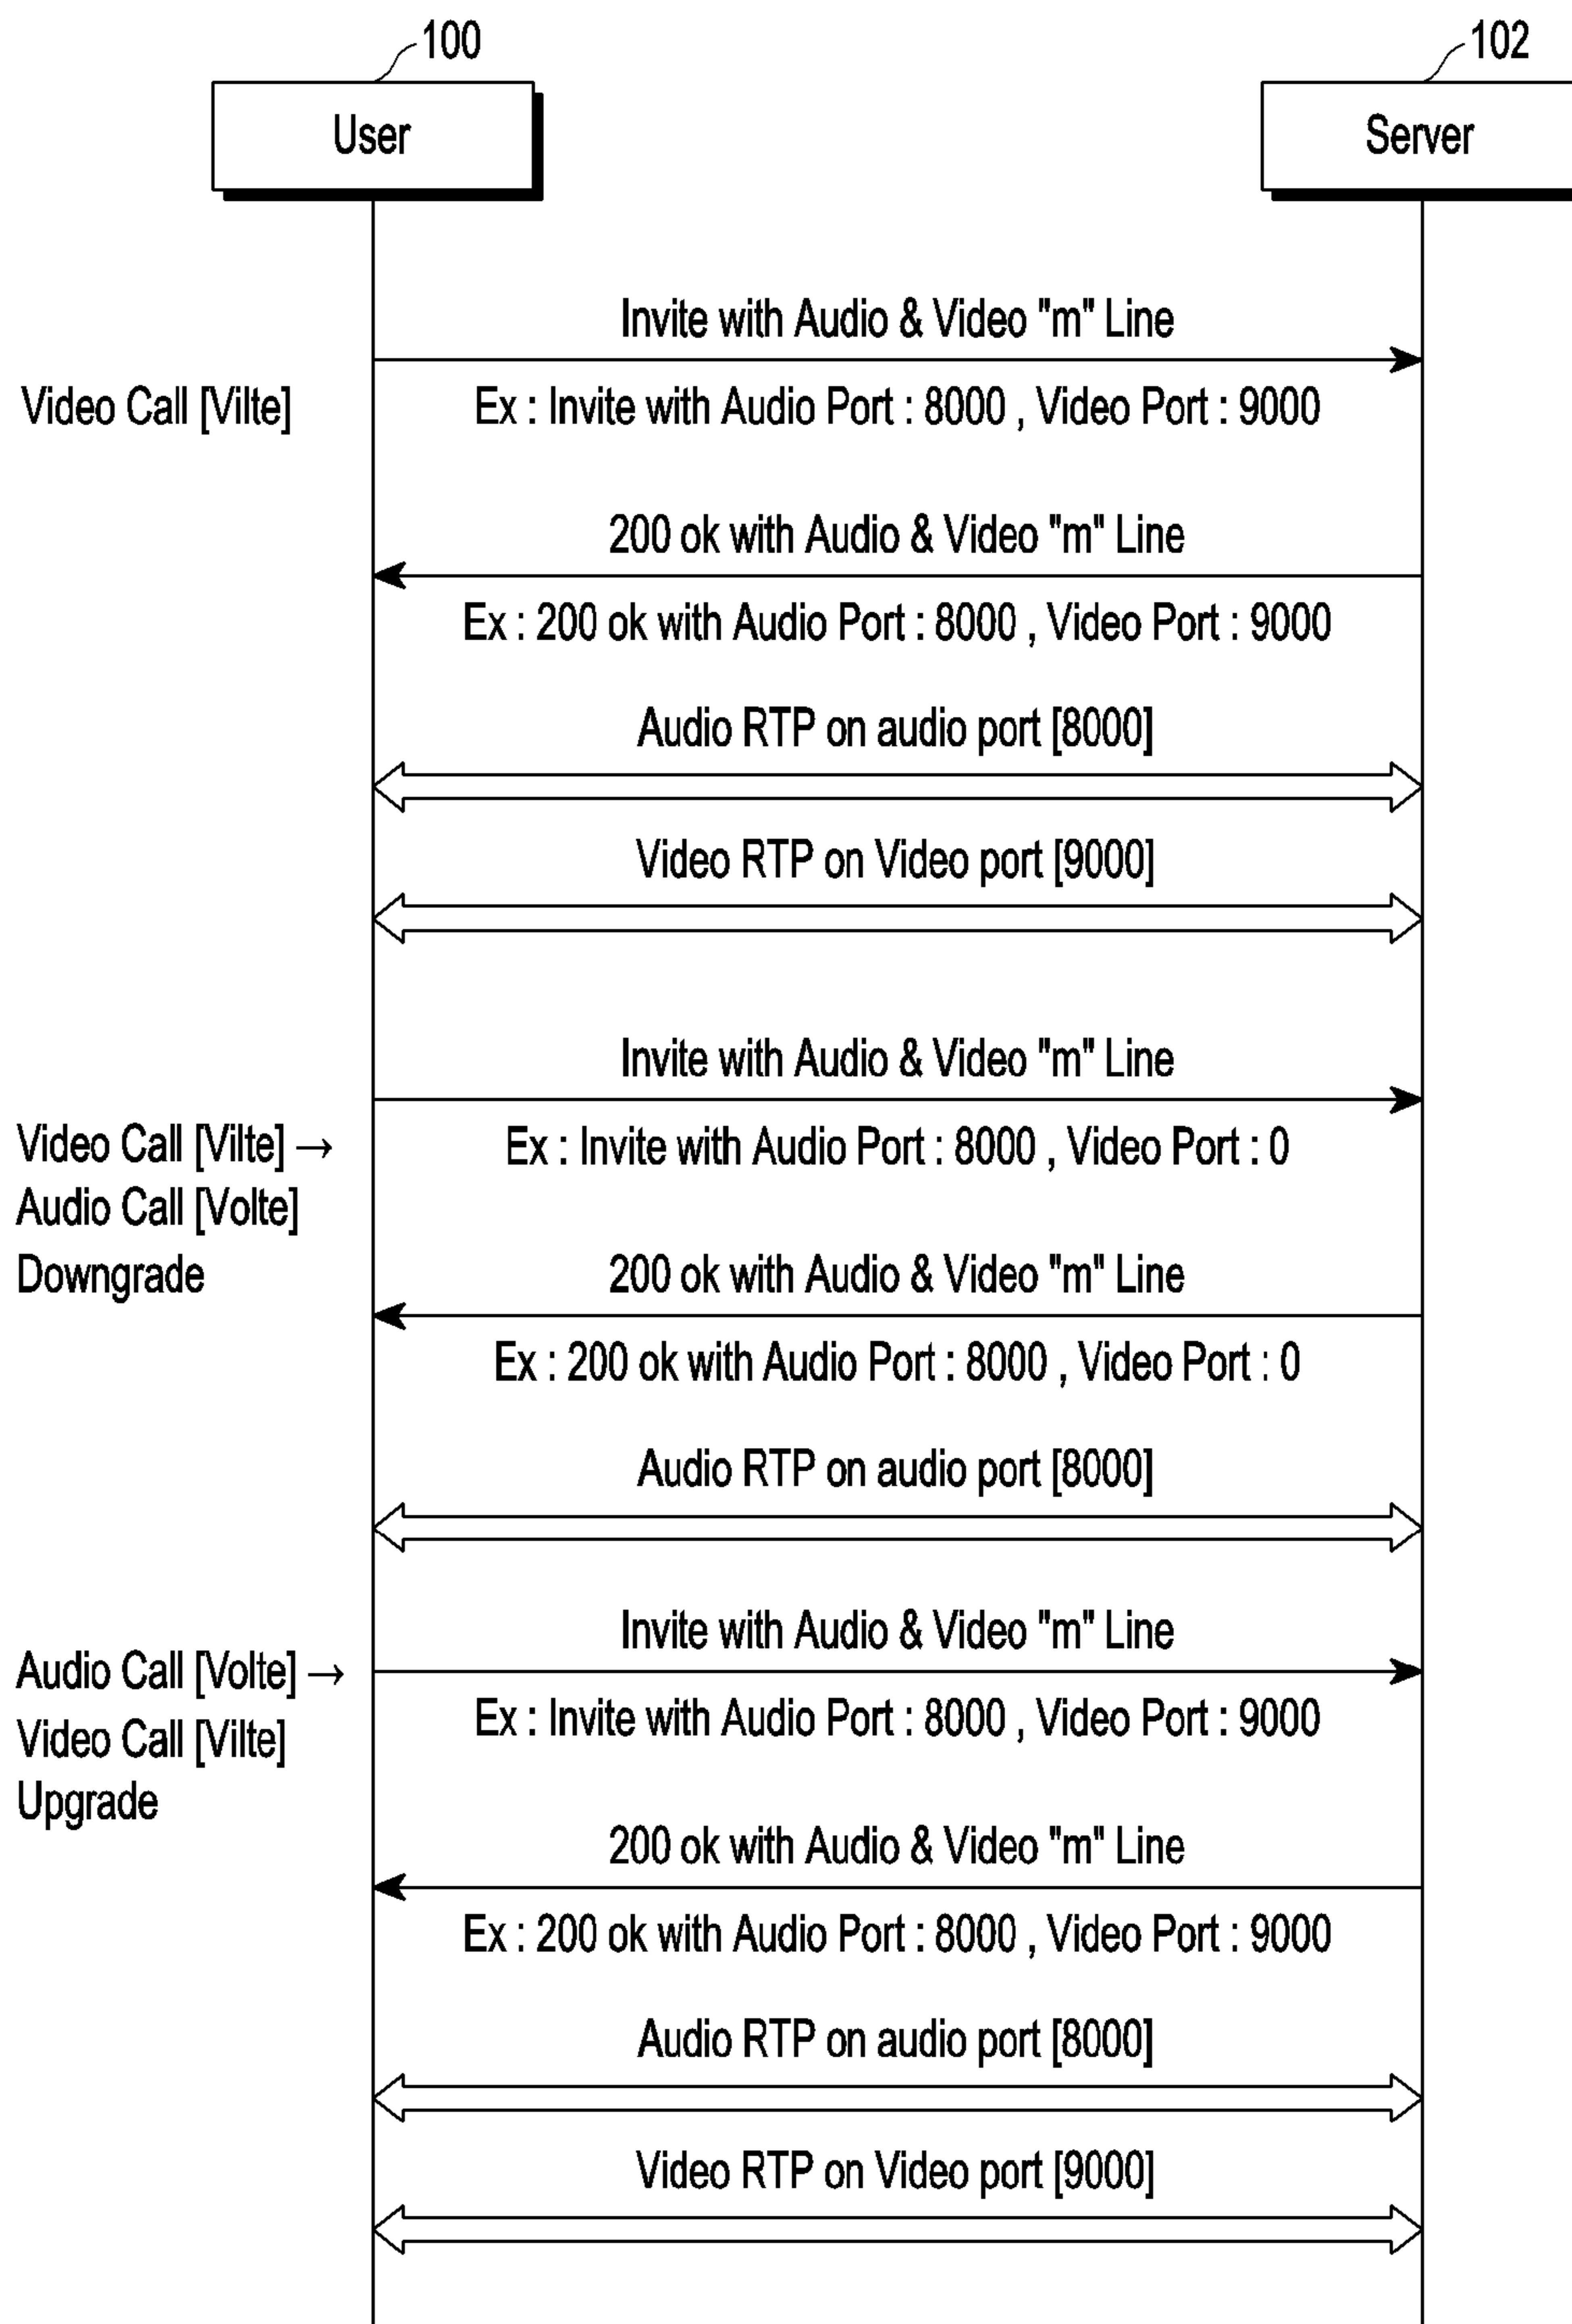 100
102
User
Server
Invite with Audio & Video "m" Line
Video Call [Vilte]
Ex : Invite with Audio Port : 8000 , Video Port : 9000
200 ok with Audio & Video "m" Line
Ex : 200 ok with Audio Port : 8000 , Video Port : 9000
Audio RTP on audio port [8000]
Video RTP on Video port [9000]
Invite with Audio & Video "m" Line
Video Call [Vilte] →
Audio Call [Volte]
Downgrade
Ex : Invite with Audio Port : 8000 , Video Port : 0
200 ok with Audio & Video "m" Line
Ex : 200 ok with Audio Port : 8000 , Video Port : 0
Audio RTP on audio port [8000]
Invite with Audio & Video "m" Line
Audio Call [Volte] →
Video Call [Vilte]
Upgrade
Ex : Invite with Audio Port : 8000 , Video Port : 9000
200 ok with Audio & Video "m" Line
Ex : 200 ok with Audio Port : 8000 , Video Port : 9000
Audio RTP on audio port [8000]
Video RTP on Video port [9000]